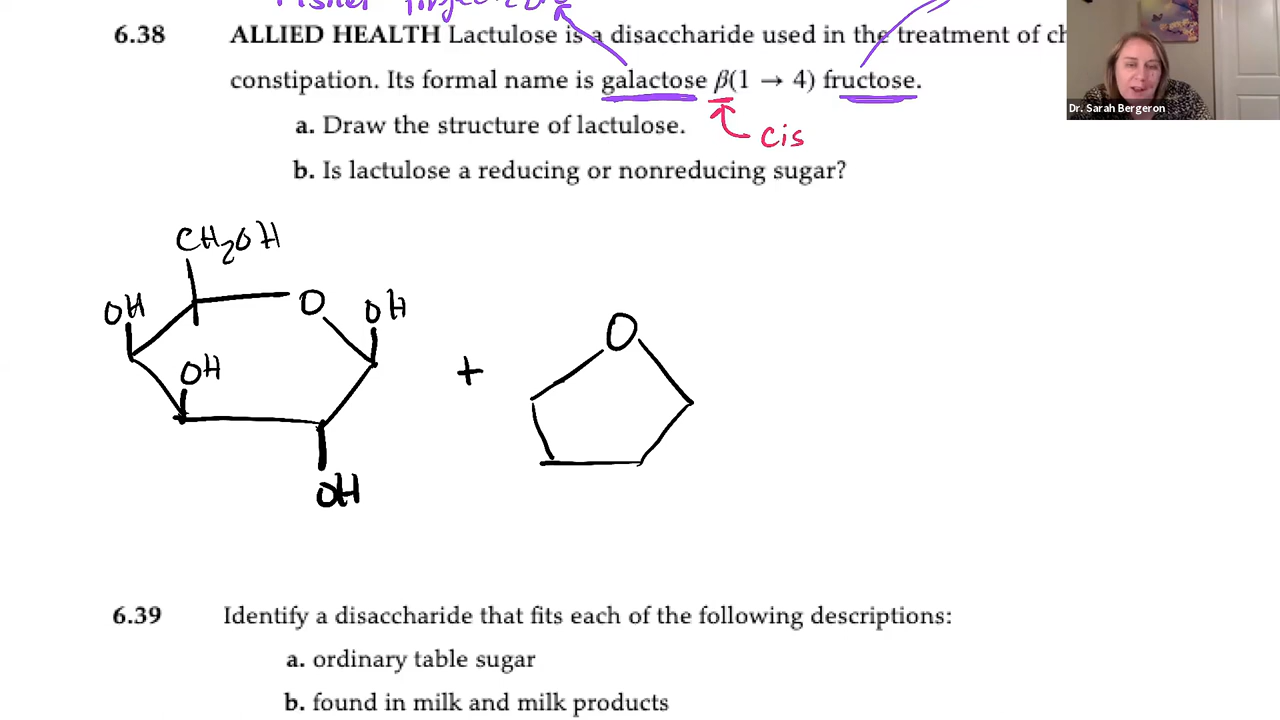 6.38 ALLIED HEALTH Lactulose is a disaccharide used in the treatment of
constipation. Its formal name is galactose β(1 → 4) fructose.
a. Draw the structure of lactulose.
cis
b. Is lactulose a reducing or nonreducing sugar?
Dr. Sarah Bergeron
CH2OH
OH
O
OH
OH
OH
+
O
6.39 Identify a disaccharide that fits each of the following descriptions:
a. ordinary table sugar
b. found in milk and milk products